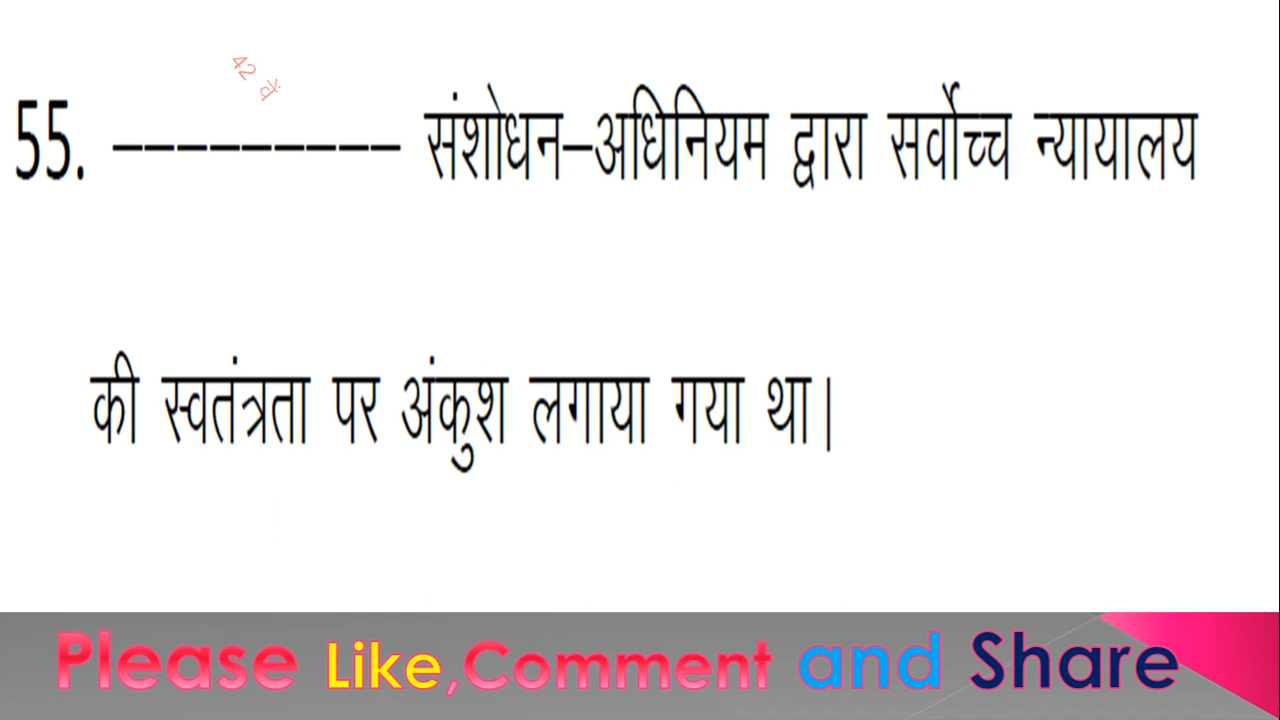 42 वें
55. ––––––––– संशोधन–अधिनियम द्वारा सर्वोच्च न्यायालय
की स्वतंत्रता पर अंकुश लगाया गया था।
Please Like,Comment and Share